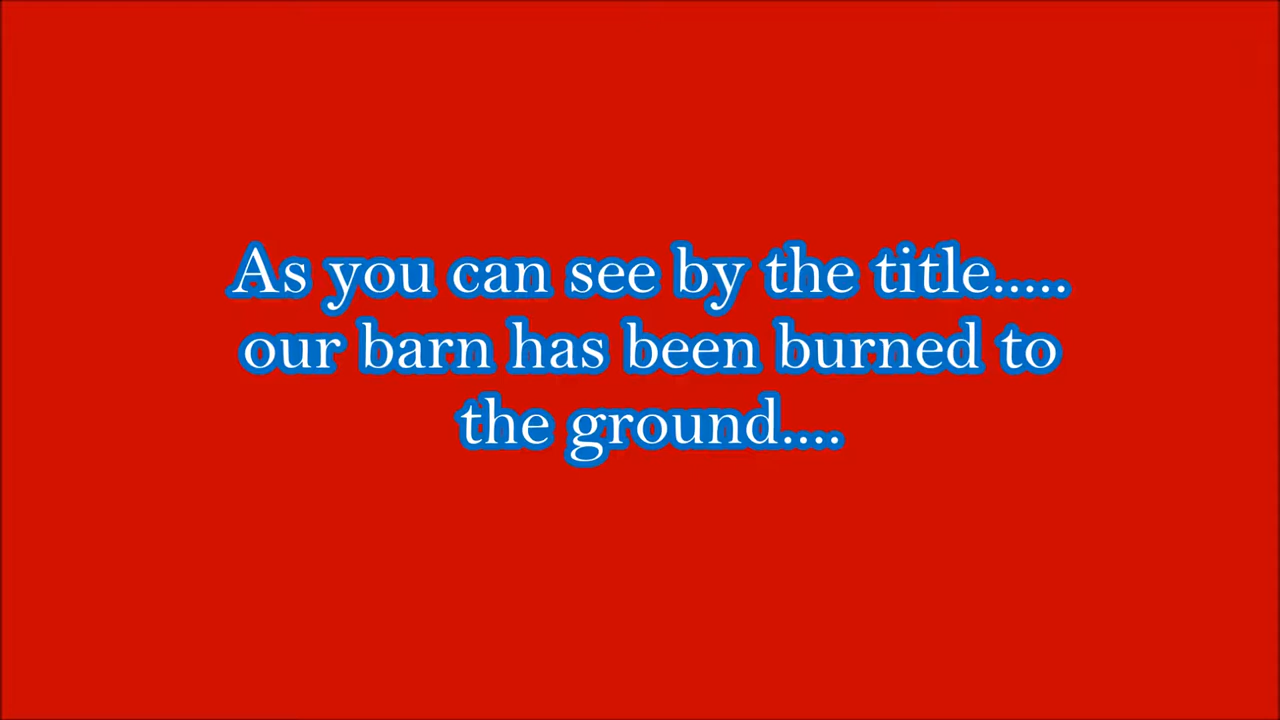 As you can see by the title.....
our barn has been burned to
the ground....